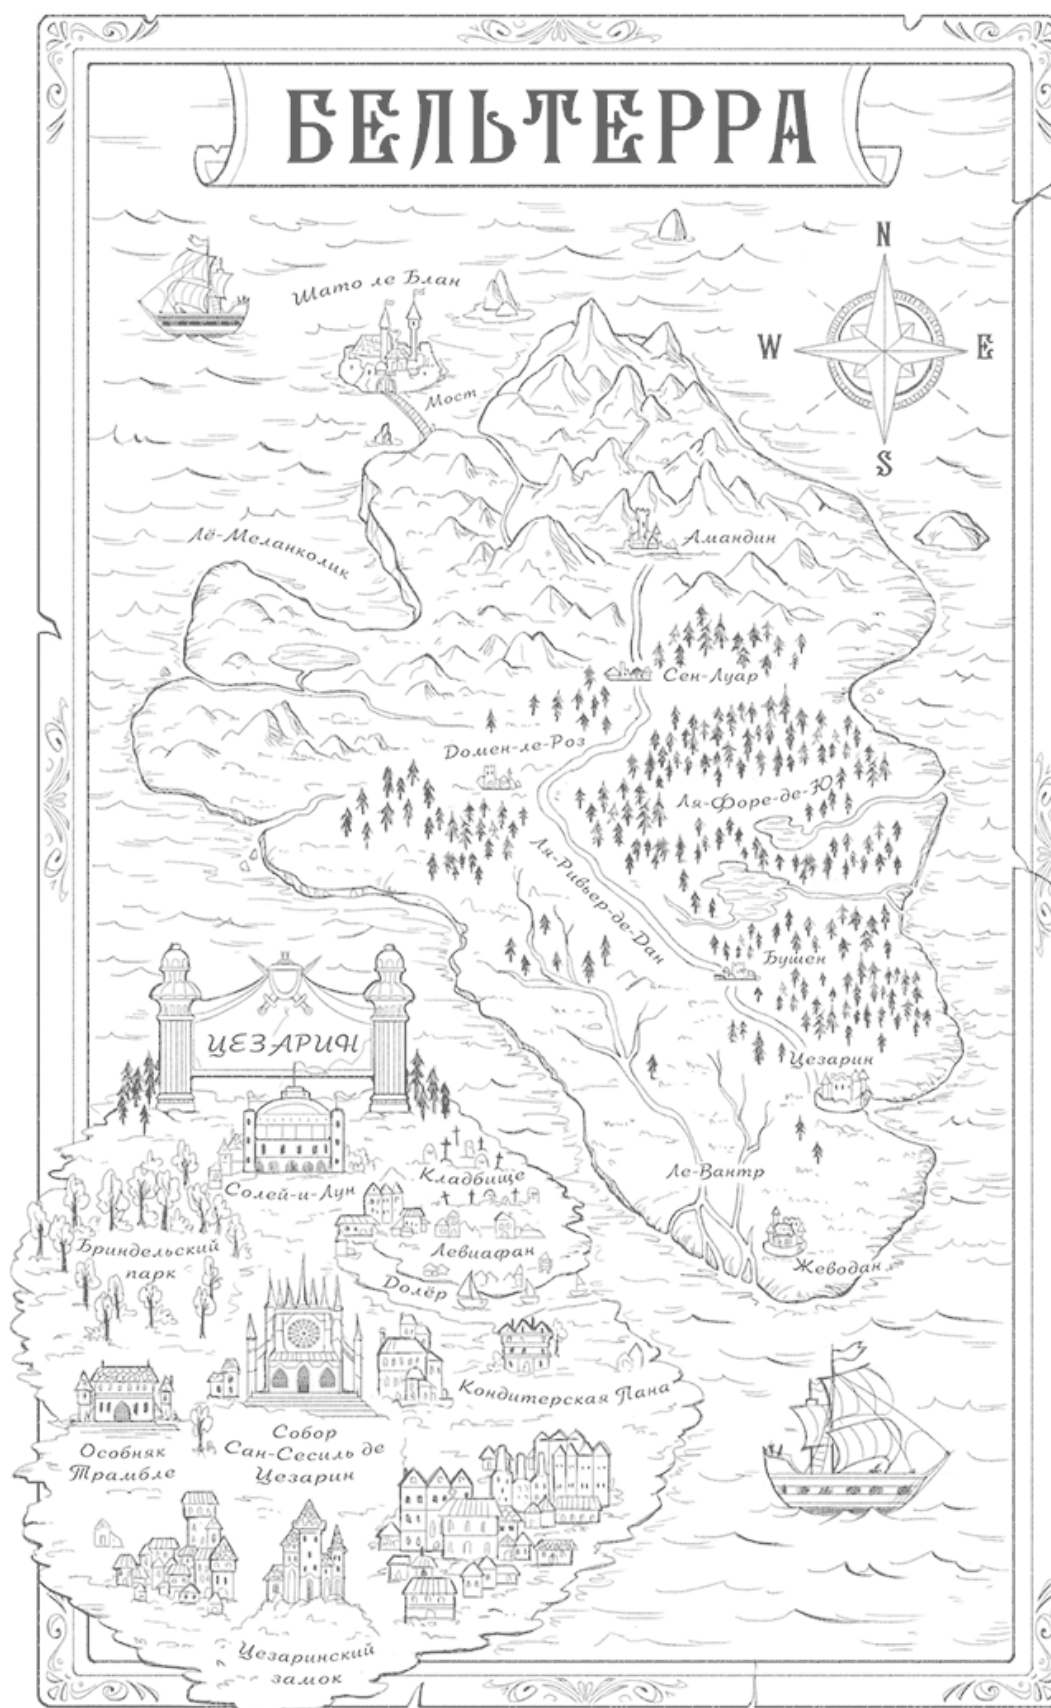 БЕЛЬТЕРРА
N
W
E
S
Шато ле Блан
Мост
Лё-Меланколик
Амандин
Сен-Луар
Домен-ле-Роз
Ля-Форе-де-Ю
Ля-Ривьер-де-Дан
Бушен
Цезарин
Ле-Вантр
Жеводан
ЦЕЗАРИН
Солей-и-Лун
Кладбище
Бриндельский
парк
Левиафан
Долёр
Кондитерская Пана
Особняк
Трамбле
Собор
Сан-Сесиль де
Цезарин
Цезаринский
замок